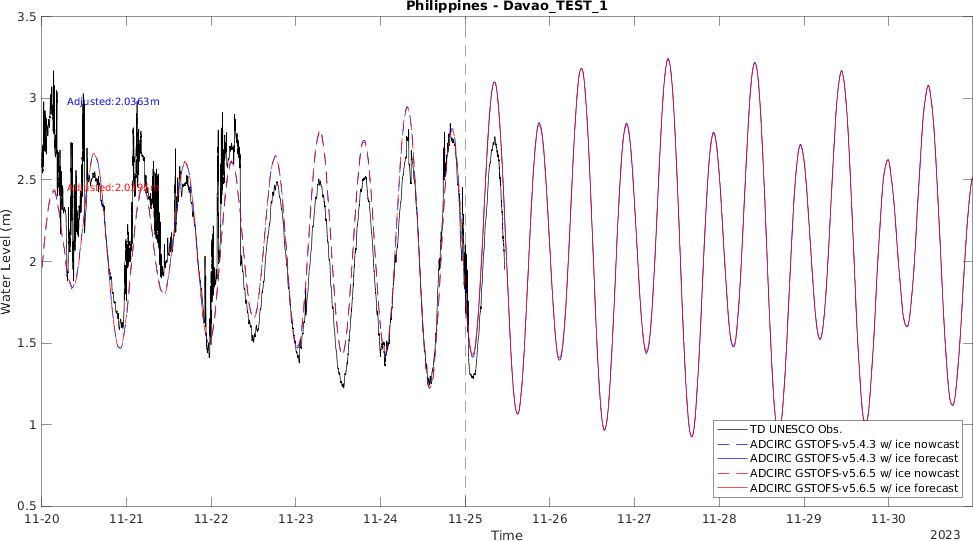 Philippines - Davao_TEST_1
3.5
3
2.5
2
1.5
1
0.5
Water Level (m)
Adjusted:2.0363m
11-20
11-21
11-22
11-23
11-24
11-25
11-26
11-27
11-28
11-29
11-30
Time
2023
TD UNESCO Obs.
ADCIRC GSTOFS-v5.4.3 w/ ice nowcast
ADCIRC GSTOFS-v5.4.3 w/ ice forecast
ADCIRC GSTOFS-v5.6.5 w/ ice nowcast
ADCIRC GSTOFS-v5.6.5 w/ ice forecast